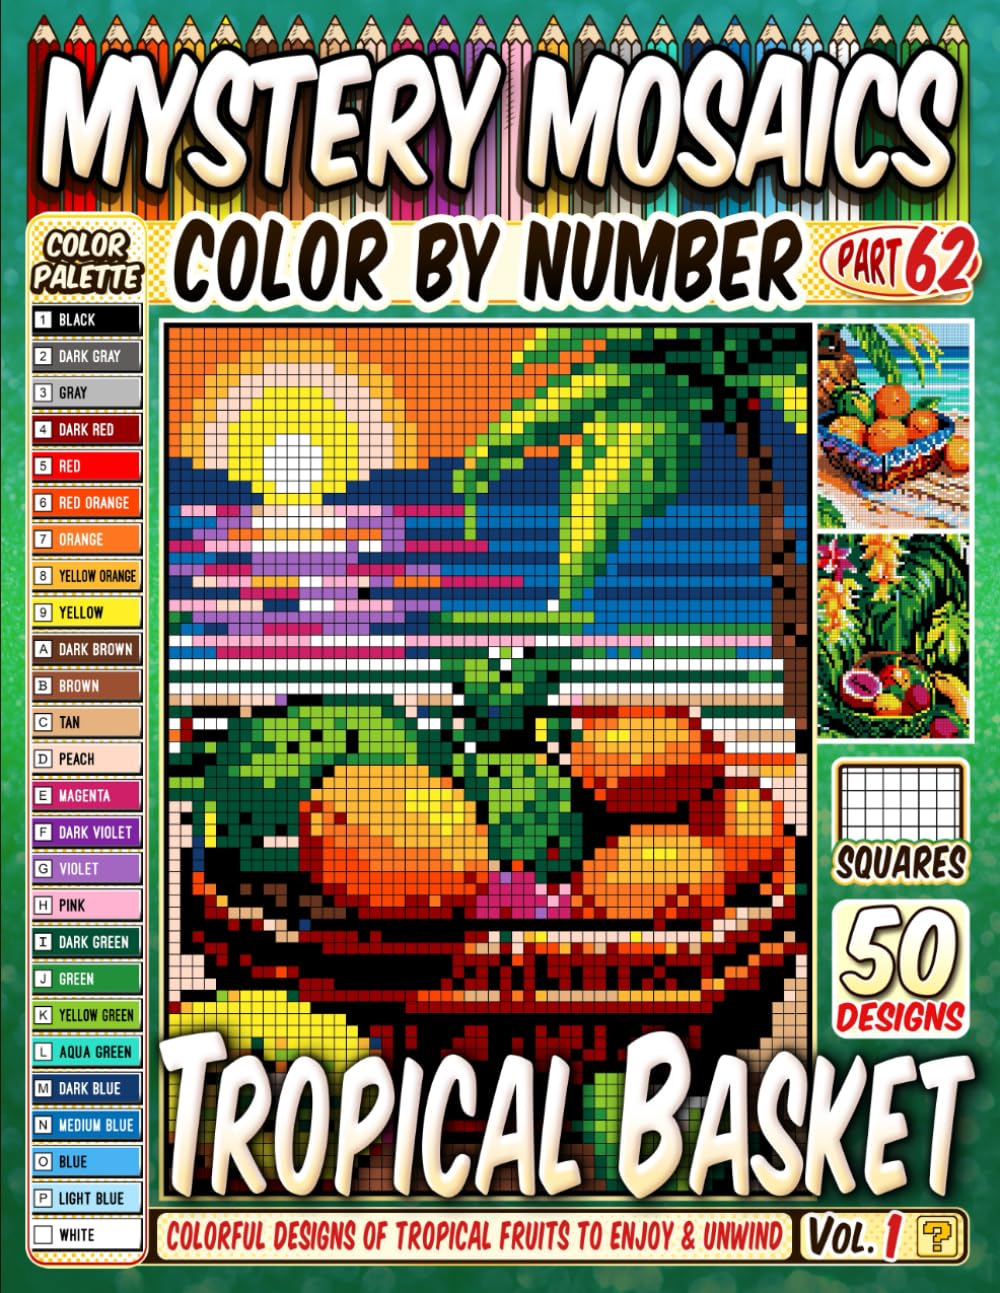 MYSTERY MOSAICS
COLOR BY NUMBER
PART 62
COLOR
PALETTE
1 BLACK
2 DARK GRAY
3 GRAY
4 DARK RED
5 RED
6 RED ORANGE
7 ORANGE
8 YELLOW ORANGE
9 YELLOW
A DARK BROWN
B BROWN
C TAN
D PEACH
E MAGENTA
F DARK VIOLET
G VIOLET
H PINK
I DARK GREEN
J GREEN
K YELLOW GREEN
L AQUA GREEN
M DARK BLUE
N MEDIUM BLUE
O BLUE
P LIGHT BLUE
WHITE
SQUARES
50
DESIGNS
TROPICAL BASKET
COLORFUL DESIGNS OF TROPICAL FRUITS TO ENJOY & UNWIND
VOL. 1 ?